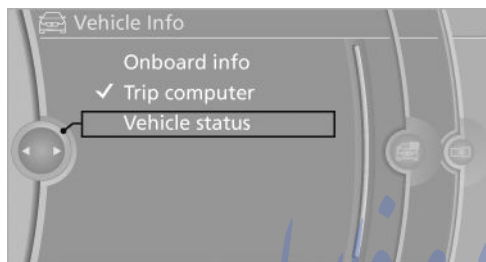 Vehicle Info
Onboard info
Trip computer
Vehicle status